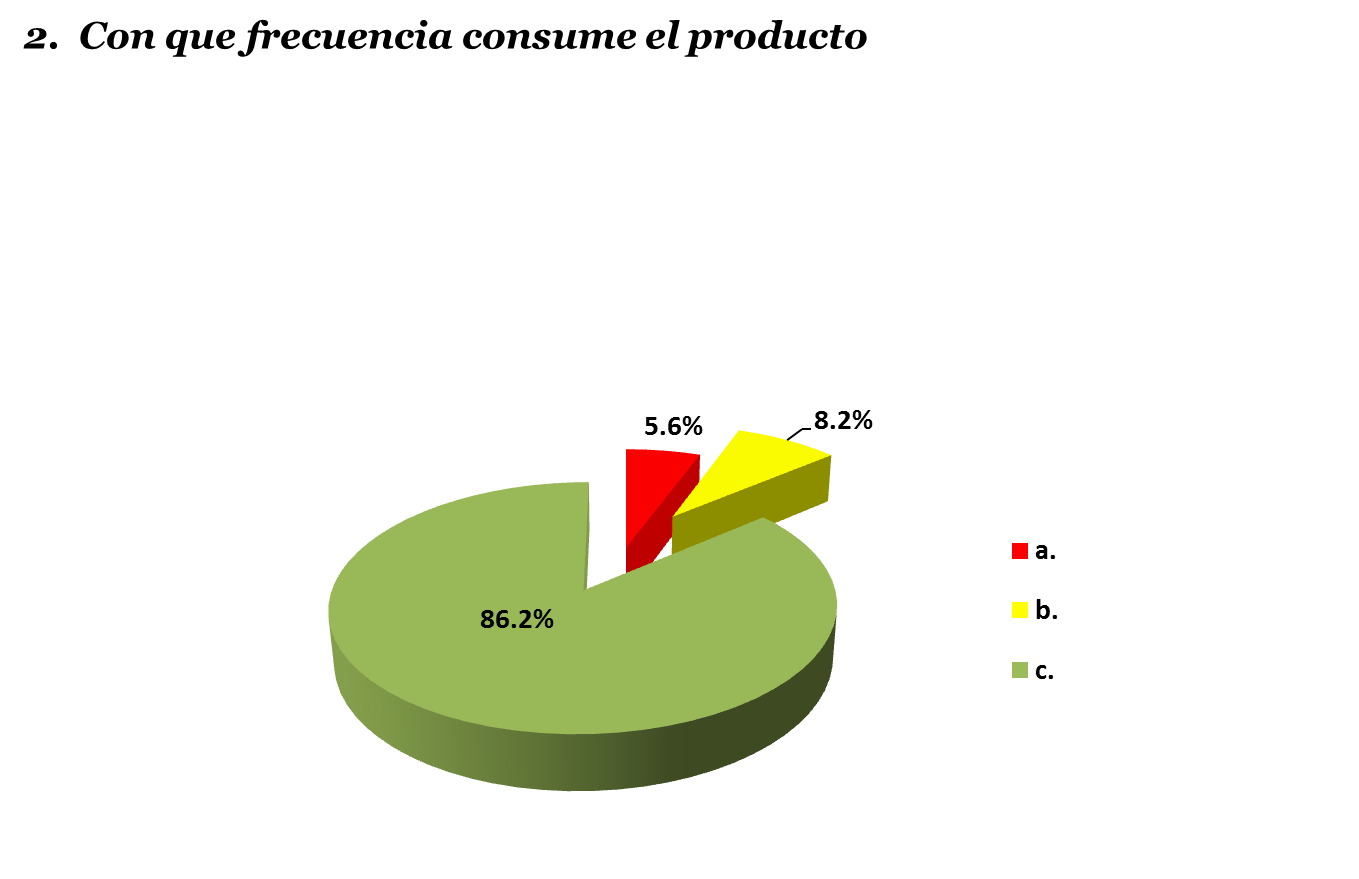 2. Con que frecuencia consume el producto
5.6%
8.2%
86.2%
a.
b.
c.